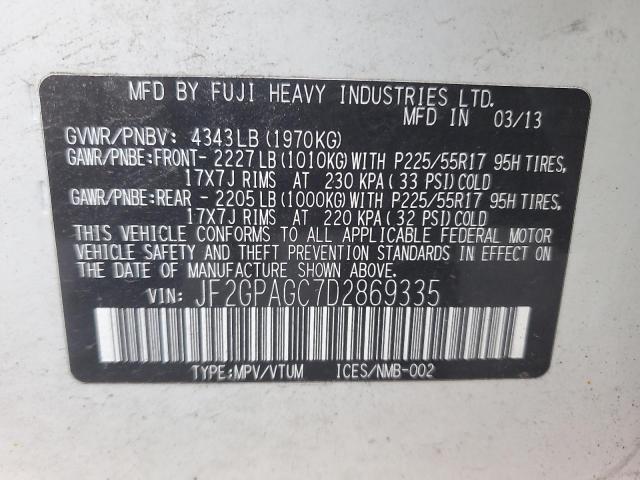 MFD BY FUJI HEAVY INDUSTRIES LTD.
MFD IN 03/13
GVWR/PNBV: 4343LB(1970KG)
GAWR/PNBE:FRONT-2227LB(1010KG)WITH P225/55R17 95H TIRES,
17X7J RIMS AT 230 KPA(33 PSI)COLD
GAWR/PNBE:REAR -2205LB(1000KG)WITH P225/55R17 95H TIRES,
17X7J RIMS AT 220 KPA(32 PSI)COLD
THIS VEHICLE CONFORMS TO ALL APPLICABLE FEDERAL MOTOR
VEHICLE SAFETY AND THEFT PREVENTION STANDARDS IN EFFECT
ON THE DATE OF MANUFACTURE SHOWN ABOVE.
VIN: JF2GPAGC7D2869335
TYPE:MPV/VTUM ICES/NMB-002